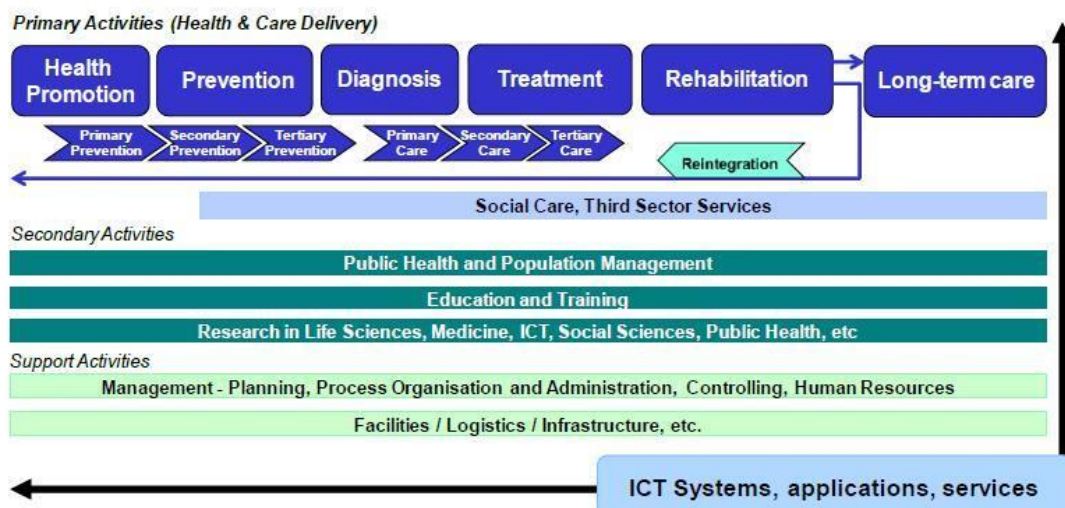 Primary Activities (Health & Care Delivery)
Health
Promotion
Prevention
Diagnosis
Treatment
Rehabilitation
Long-term care
Primary
Prevention
Secondary
Prevention
Tertiary
Prevention
Primary
Care
Secondary
Care
Tertiary
Care
Reintegration
Social Care, Third Sector Services
Secondary Activities
Public Health and Population Management
Education and Training
Research in Life Sciences, Medicine, ICT, Social Sciences, Public Health, etc
Support Activities
Management - Planning, Process Organisation and Administration, Controlling, Human Resources
Facilities / Logistics / Infrastructure, etc.
ICT Systems, applications, services